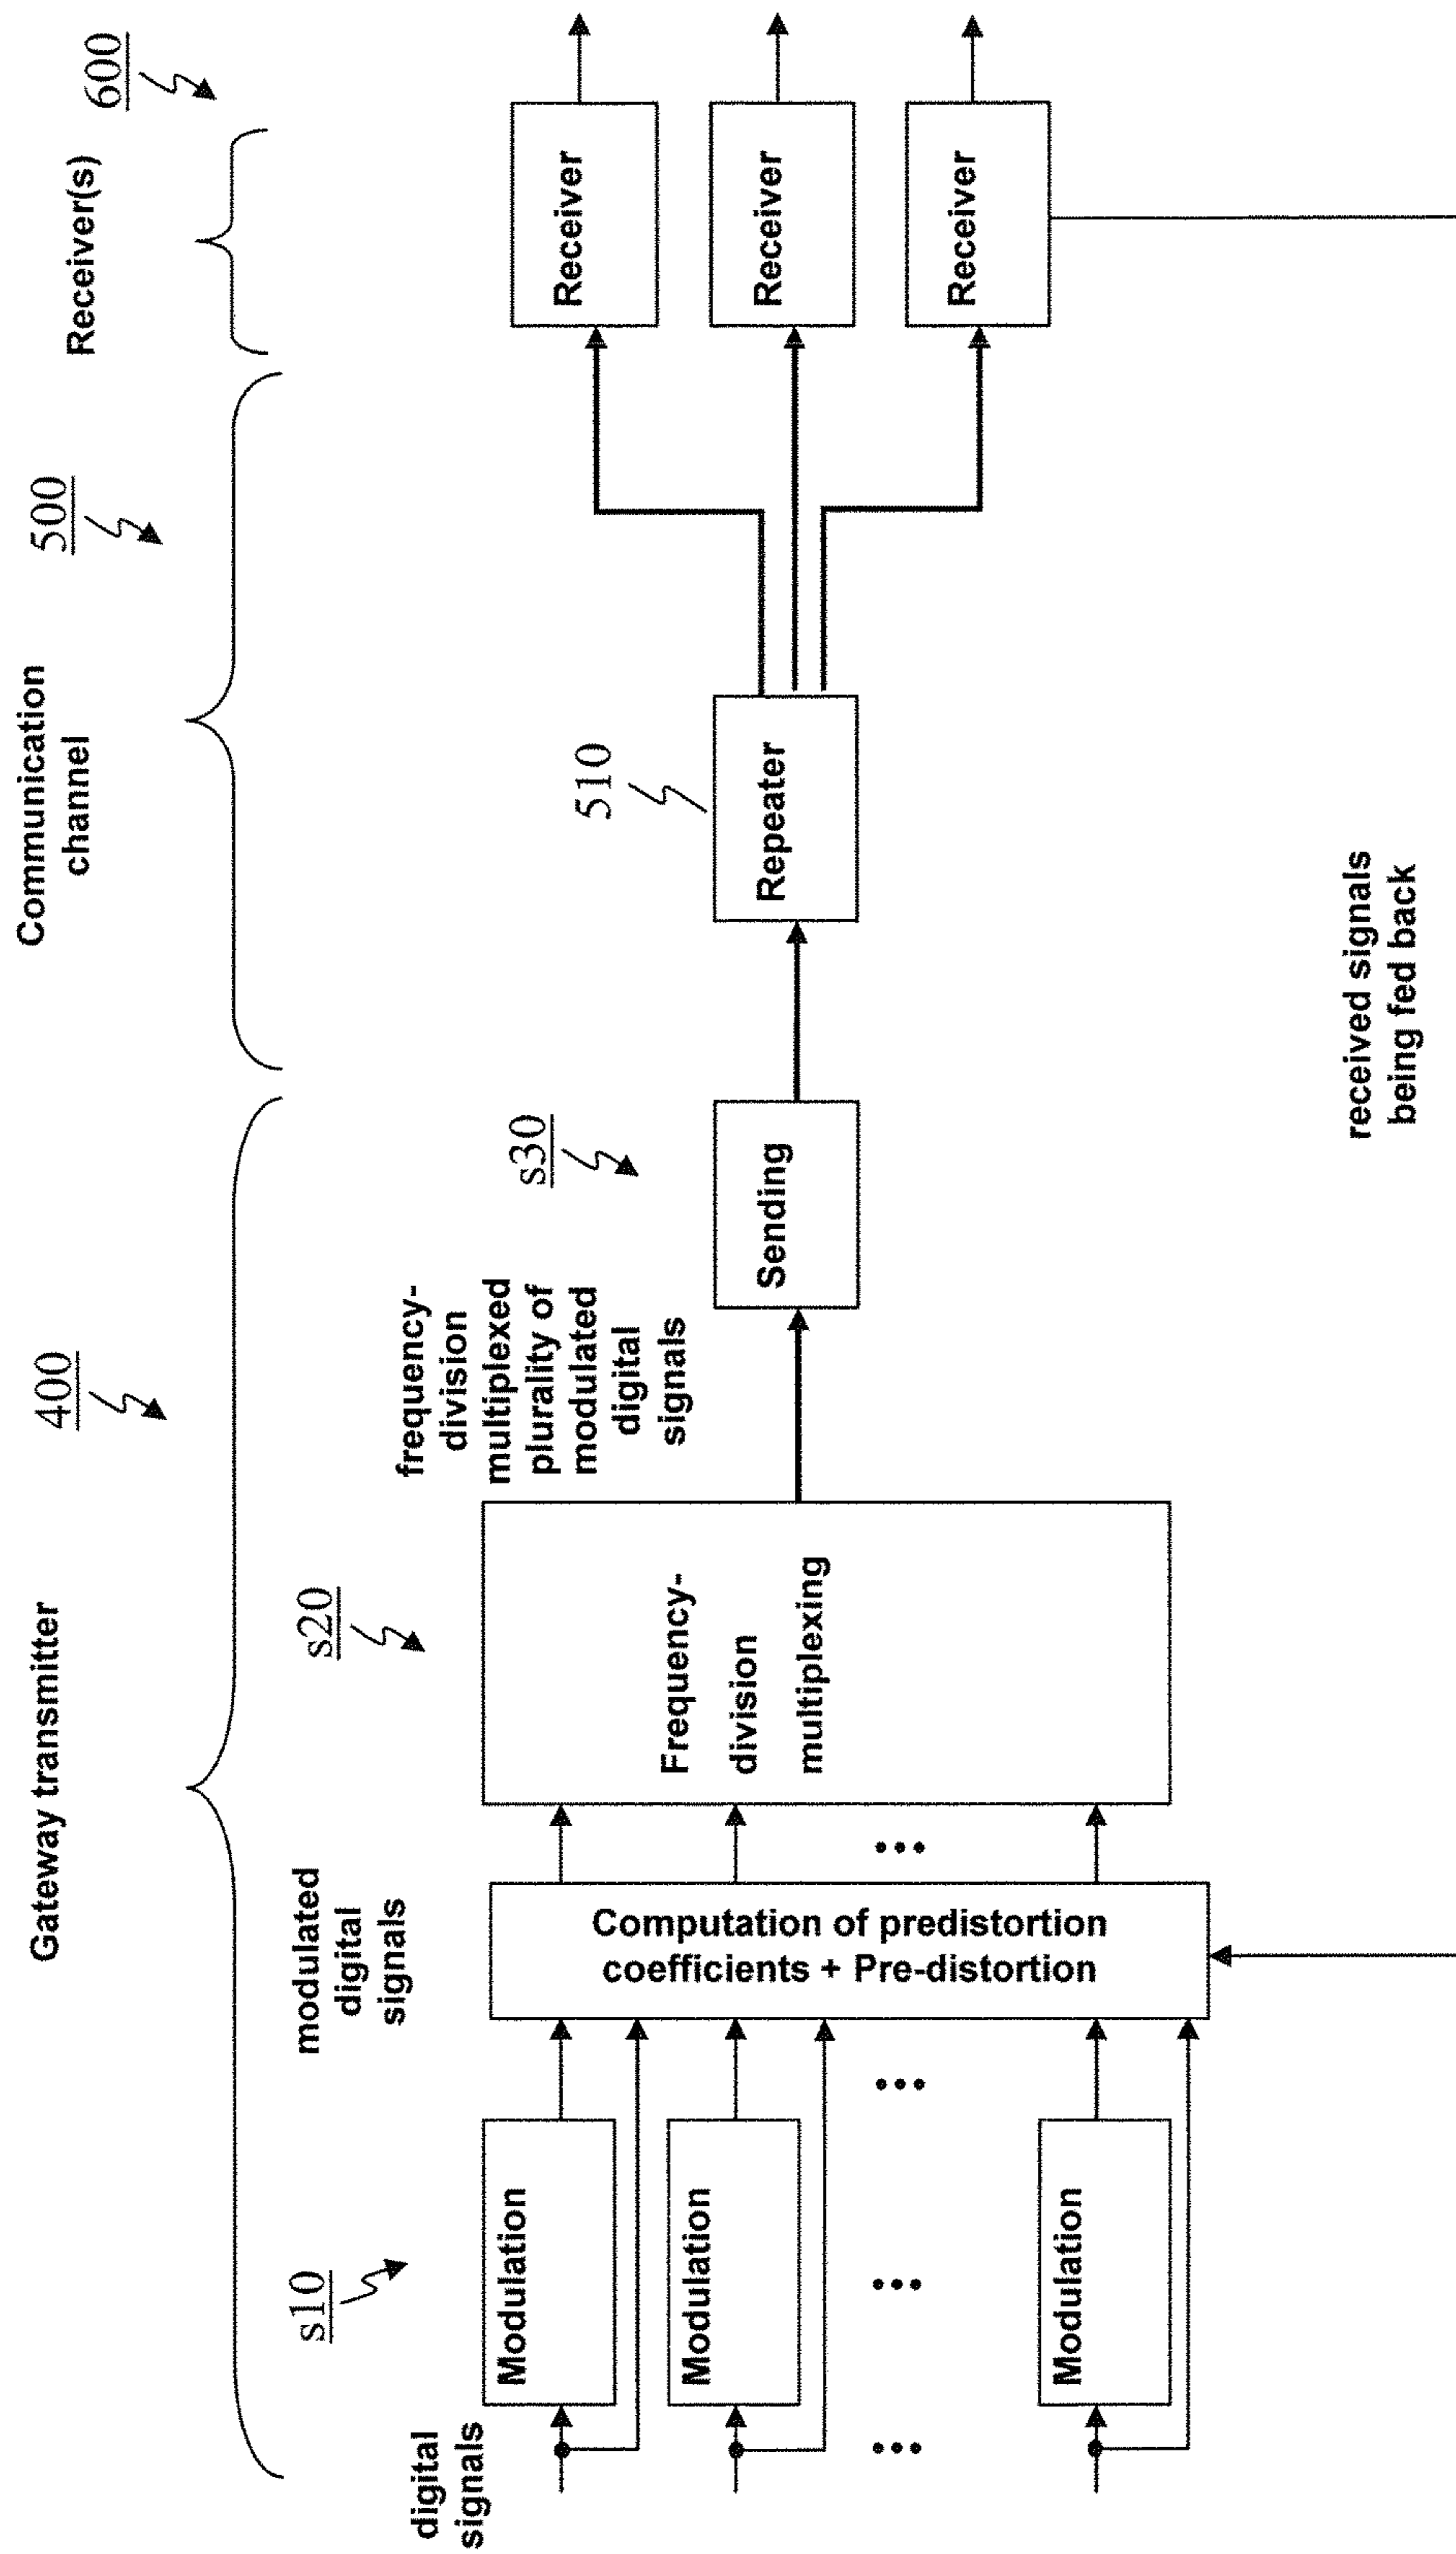 Gateway transmitter
400
Communication
channel
500
Receiver(s)
600
digital
signals
s10
Modulation
Modulation
Modulation
modulated
digital
signals
Computation of predistortion
coefficients + Pre-distortion
s20
Frequency-
division
multiplexing
frequency-
division
multiplexed
plurality of
modulated
digital
signals
s30
Sending
510
Repeater
Receiver
Receiver
Receiver
received signals
being fed back